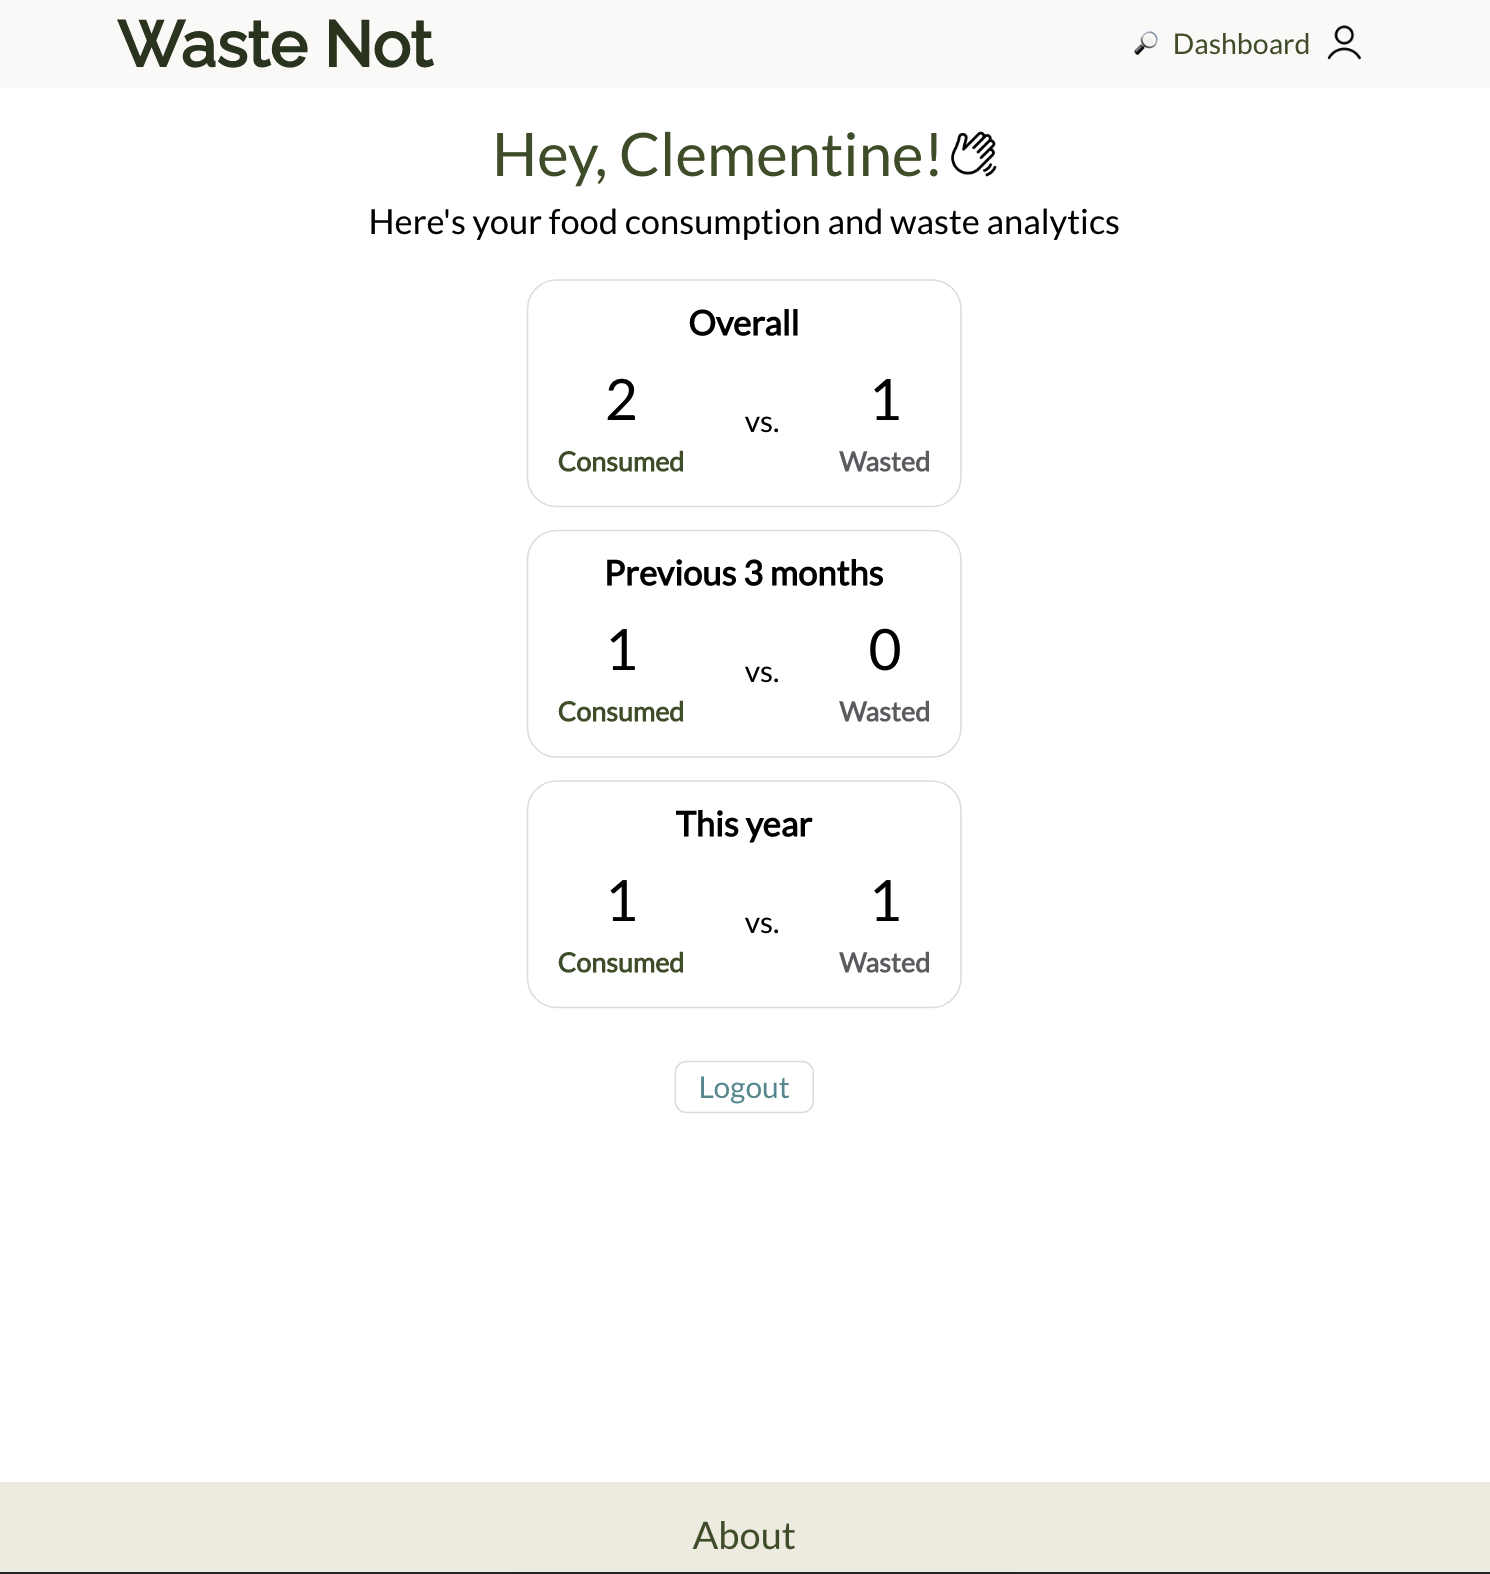 Waste Not
Dashboard
Hey, Clementine!
Here's your food consumption and waste analytics
Overall
2 vs. 1
Consumed Wasted
Previous 3 months
1 vs. 0
Consumed Wasted
This year
1 vs. 1
Consumed Wasted
Logout
About